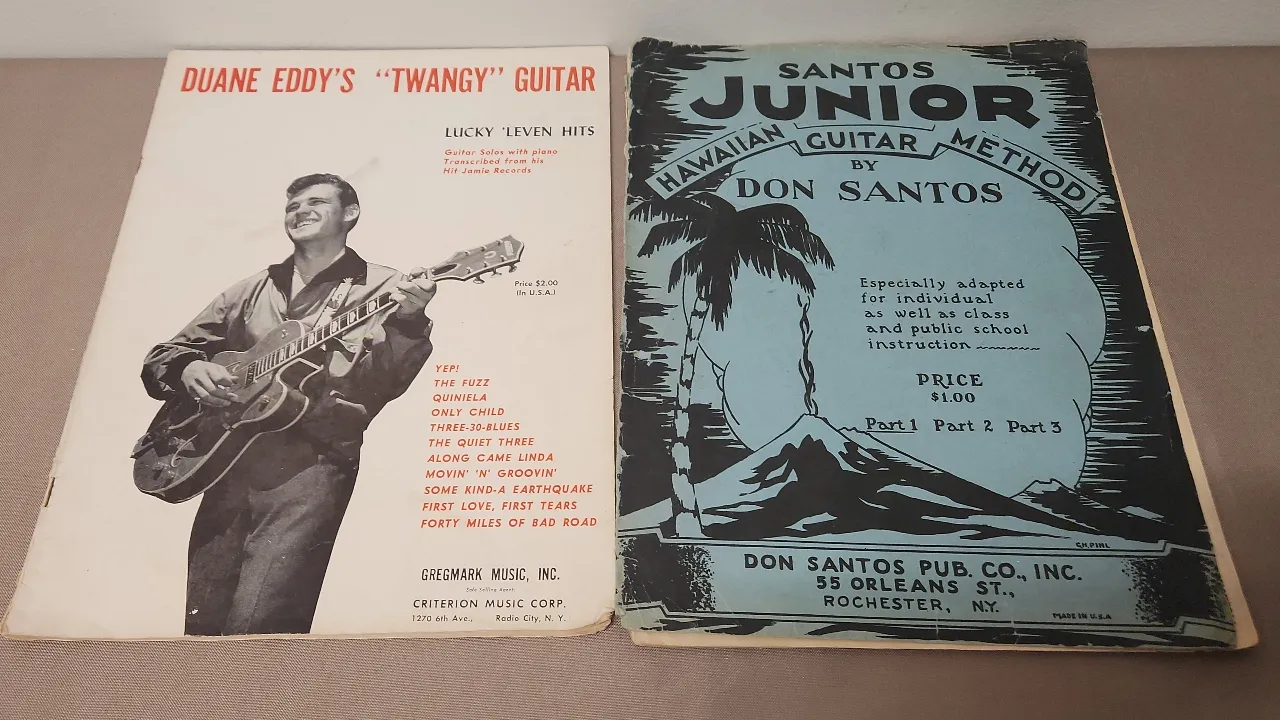 DUANE EDDY'S "TWANGY" GUITAR
LUCKY 'LEVEN HITS
Guitar Solos with piano
Transcribed from his
Hit Jamie Records
Price $2.00
(In U.S.A.)
YEP!
THE FUZZ
QUINIELA
ONLY CHILD
THREE-30-BLUES
THE QUIET THREE
ALONG CAME LINDA
MOVIN' 'N' GROOVIN'
SOME KIND-A EARTHQUAKE
FIRST LOVE, FIRST TEARS
FORTY MILES OF BAD ROAD
GREGMARK MUSIC, INC.
Sole Selling Agent:
CRITERION MUSIC CORP.
1270 6th Ave., Radio City, N. Y.
SANTOS
JUNIOR
HAWAIIAN GUITAR METHOD
BY
DON SANTOS
Especially adapted
for individual
as well as class
and public school
instruction
PRICE
$1.00
Part 1 Part 2 Part 3
G.H. PIHL
DON SANTOS PUB. CO., INC.
55 ORLEANS ST.,
ROCHESTER, N.Y.
MADE IN U.S.A